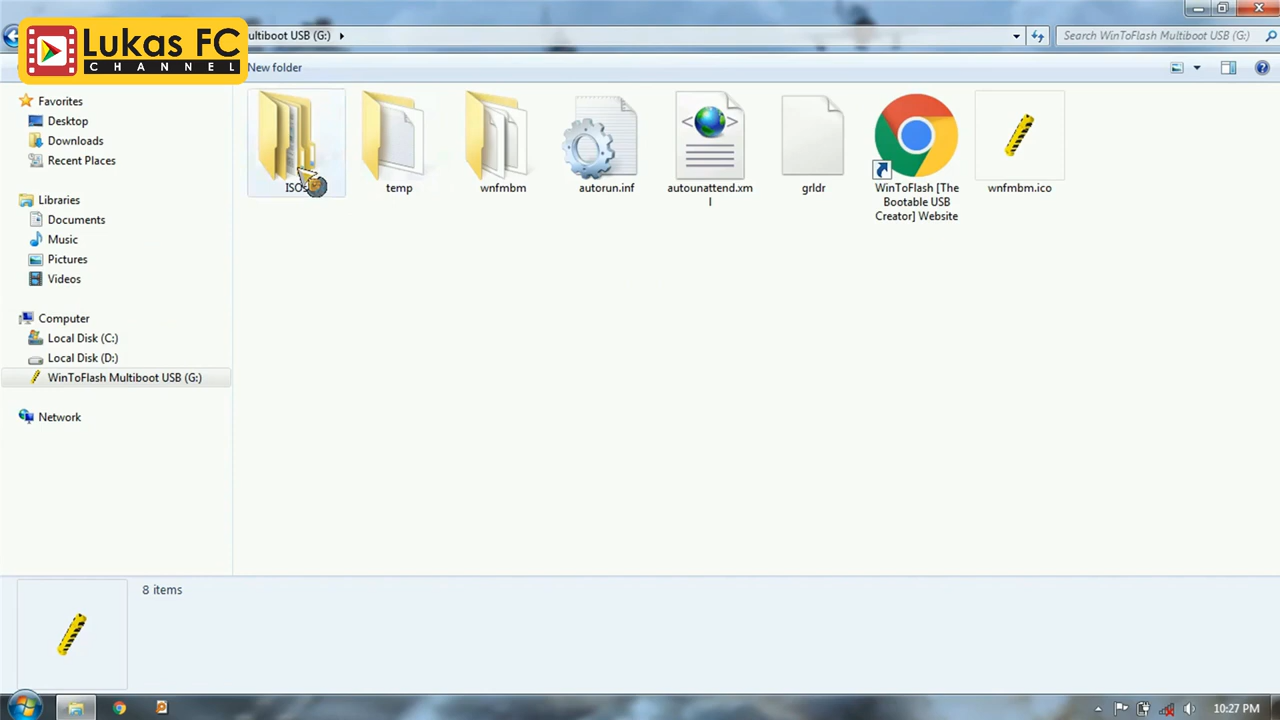 Lukas FC
CHANNEL
ultiboot USB (G:)
Search WinToFlash Multiboot USB (G:)
New folder
Favorites
Desktop
Downloads
Recent Places
Libraries
Documents
Music
Pictures
Videos
Computer
Local Disk (C:)
Local Disk (D:)
WinToFlash Multiboot USB (G:)
Network
ISOs
temp
wnfmbm
autorun.inf
autounattend.xm
l
grldr
WinToFlash [The
Bootable USB
Creator] Website
wnfmbm.ico
8 items
10:27 PM